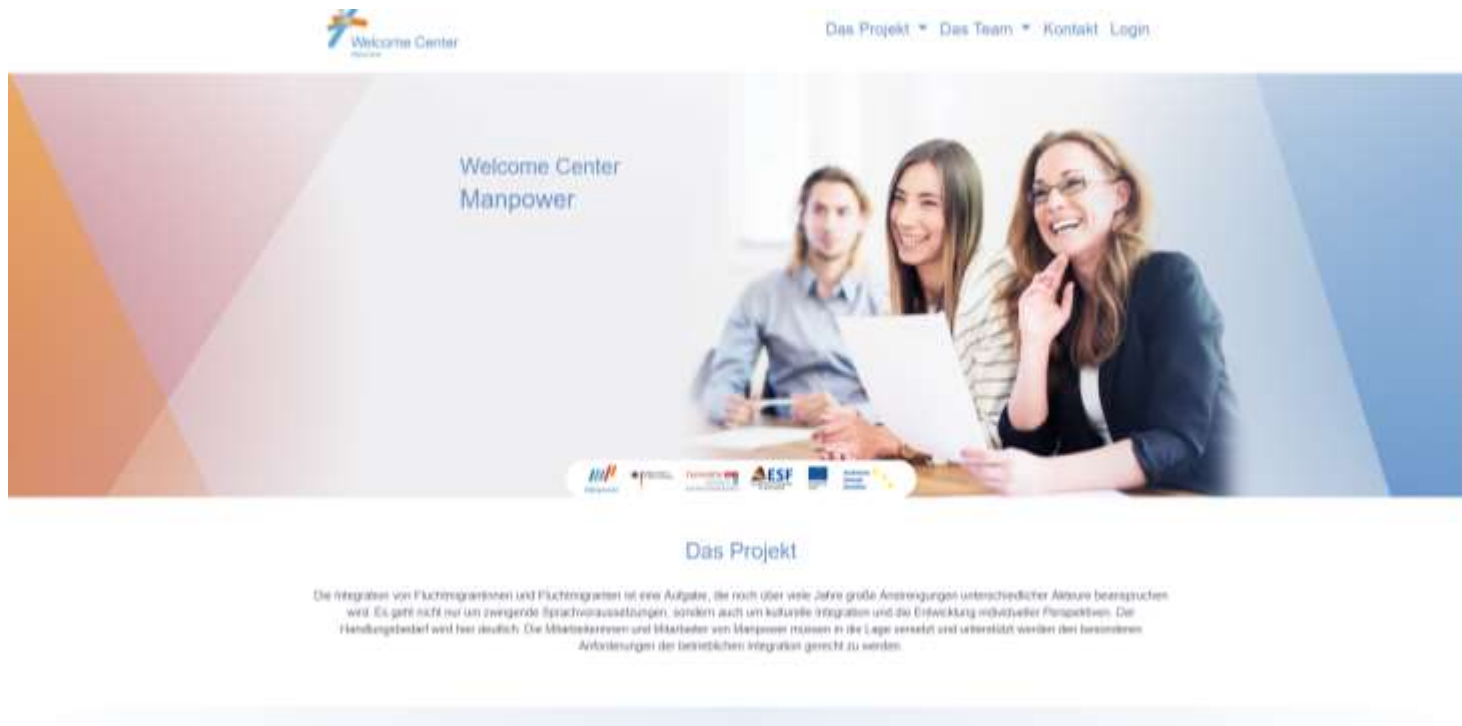 Welcome Center
Das Projekt Das Team Kontakt Login
Welcome Center
Manpower
ESF
Das Projekt
Die Integration von Fluchtmigrantinnen und Fluchtmigranten ist eine Aufgabe, die noch über viele Jahre große Anstrengungen unterschiedlicher Akteure beanspruchen
wird. Es geht nicht nur um zwingende Sprachvoraussetzungen, sondern auch um kulturelle Integration und die Entwicklung individueller Perspektiven. Der
Handlungsbedarf wird hier deutlich. Die Mitarbeiterinnen und Mitarbeiter von Manpower müssen in die Lage versetzt und unterstützt werden den besonderen
Anforderungen der betrieblichen Integration gerecht zu werden.